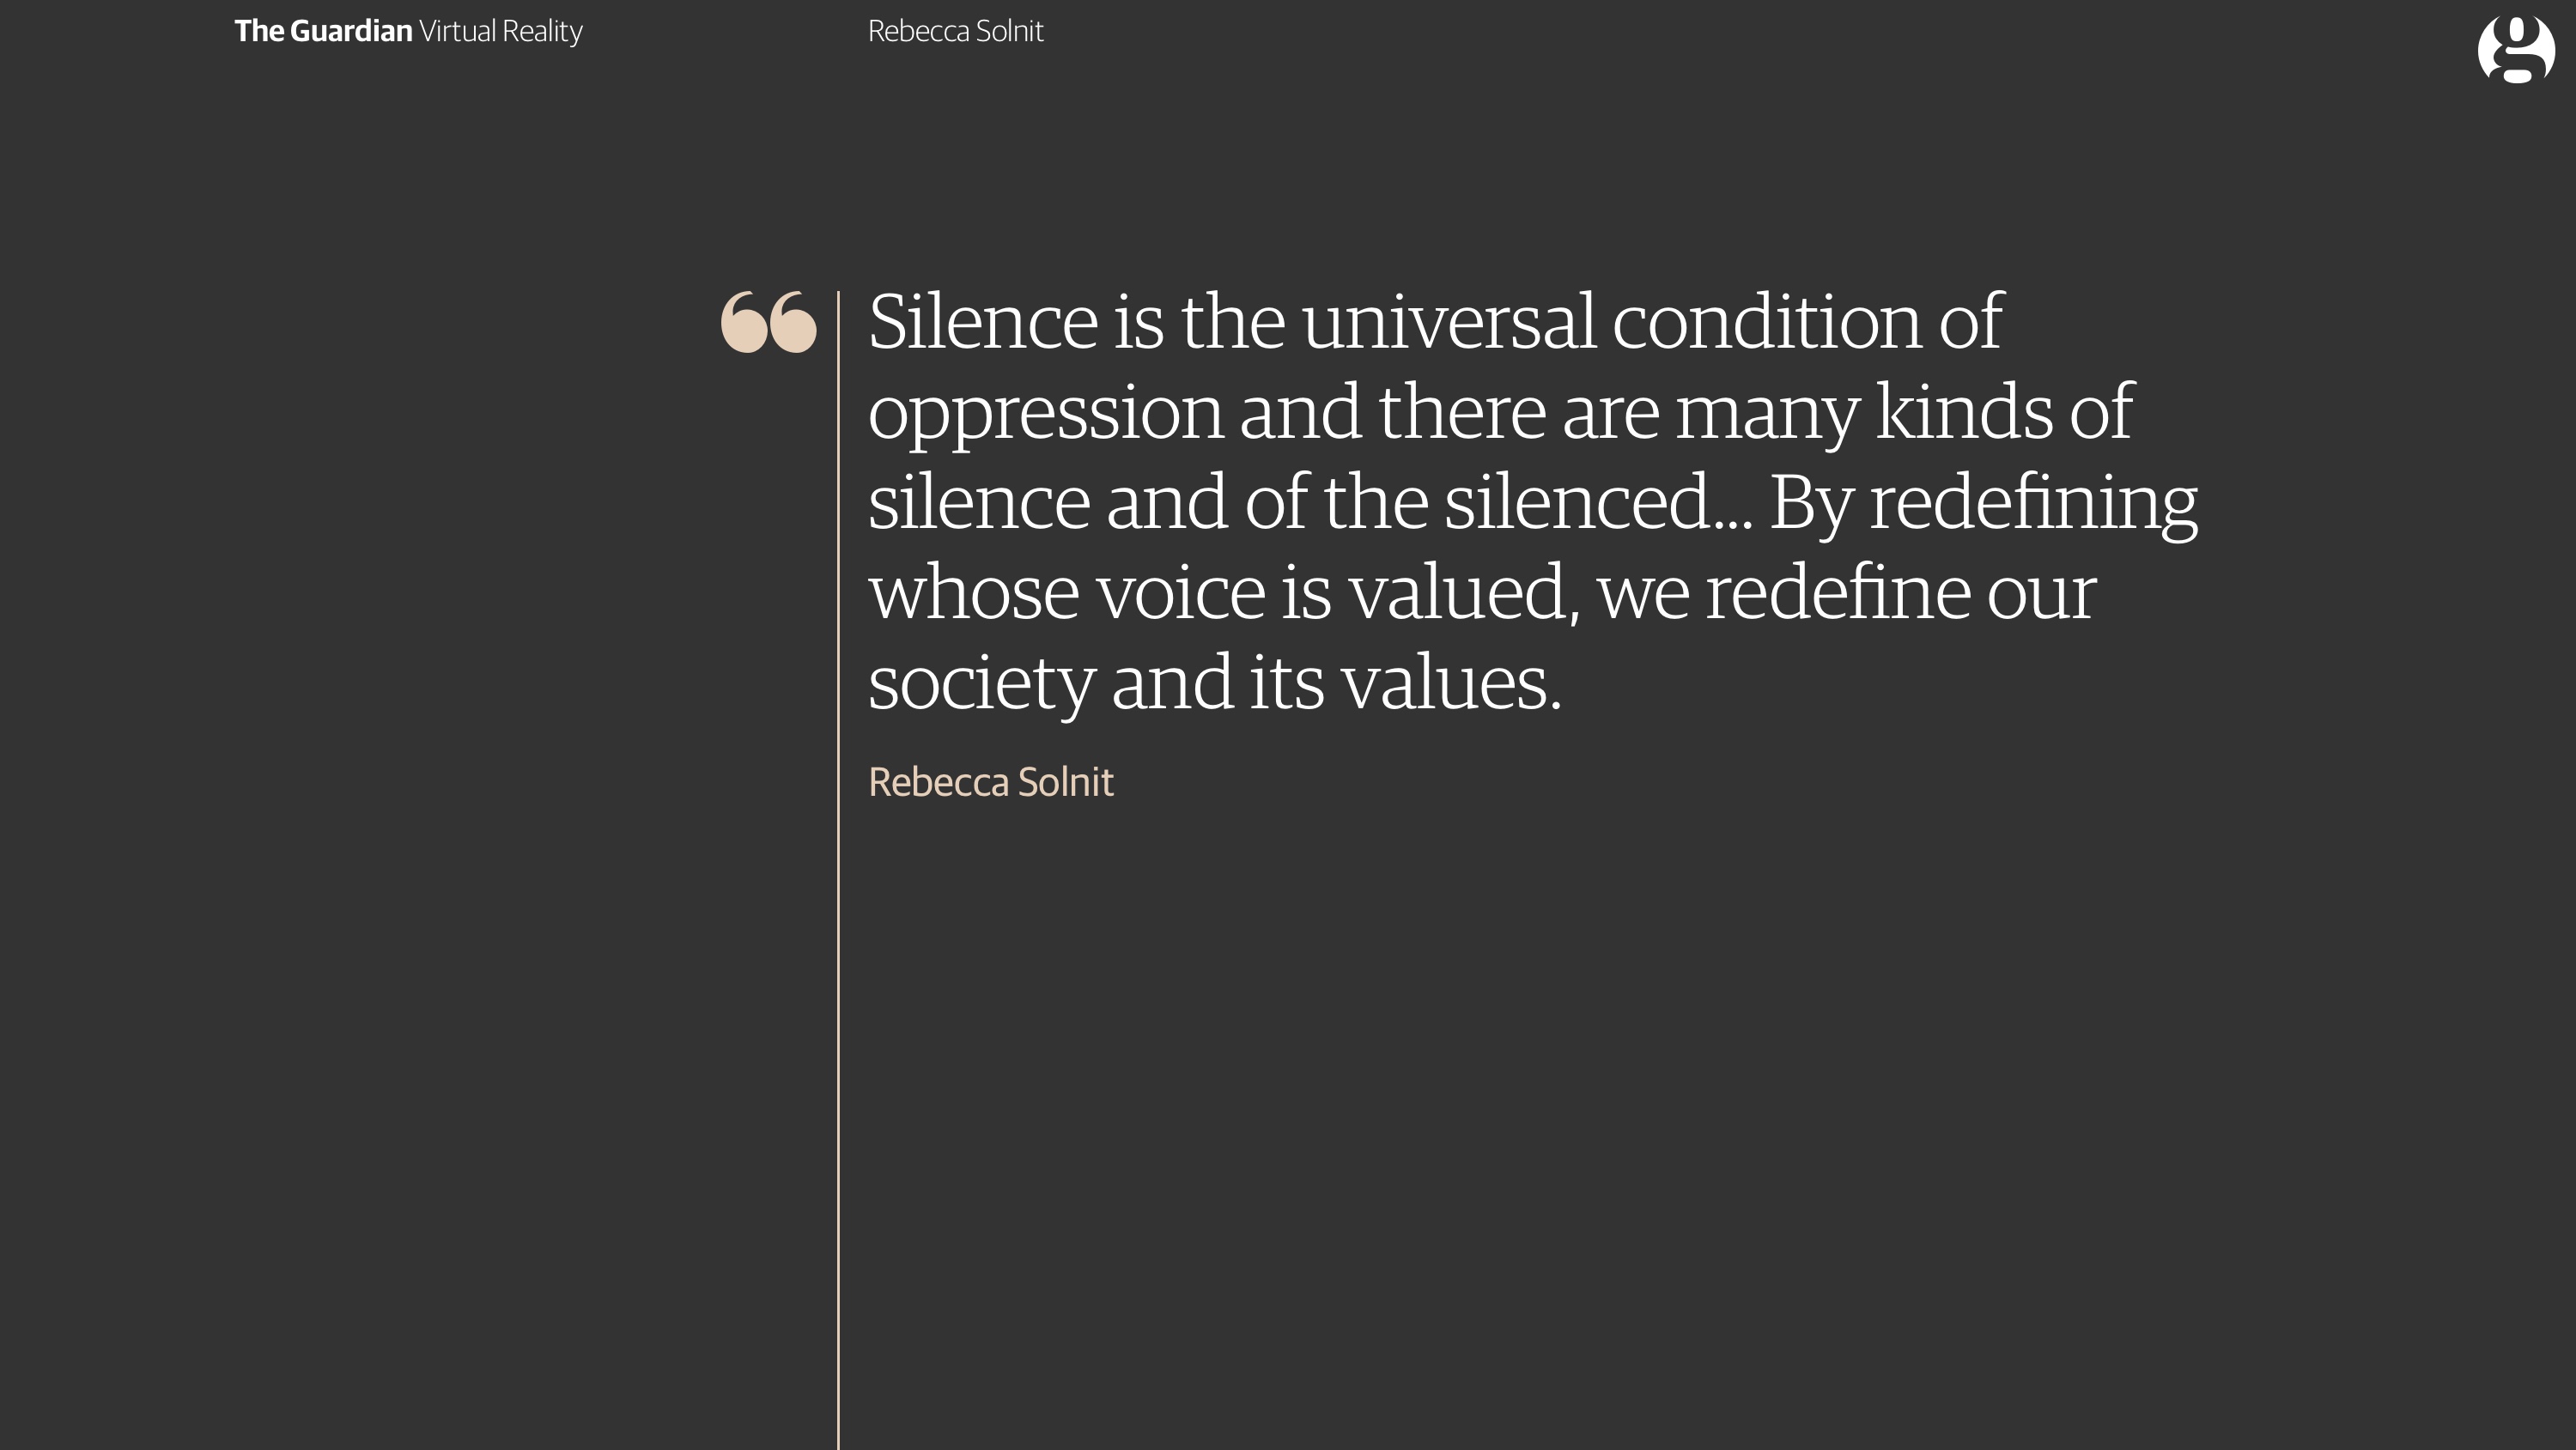 The Guardian Virtual Reality
Rebecca Solnit
g
“
Silence is the universal condition of
oppression and there are many kinds of
silence and of the silenced... By redefining
whose voice is valued, we redefine our
society and its values.
Rebecca Solnit